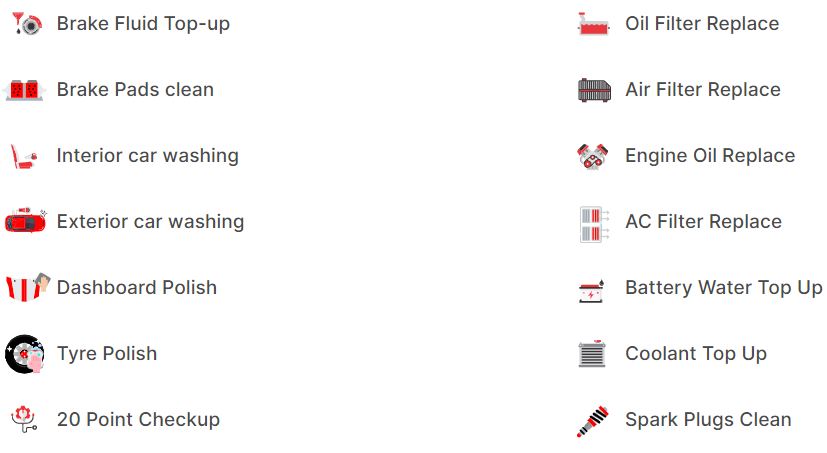 Brake Fluid Top-up
Oil Filter Replace
Brake Pads clean
Air Filter Replace
Interior car washing
Engine Oil Replace
Exterior car washing
AC Filter Replace
Dashboard Polish
Battery Water Top Up
Tyre Polish
Coolant Top Up
20 Point Checkup
Spark Plugs Clean